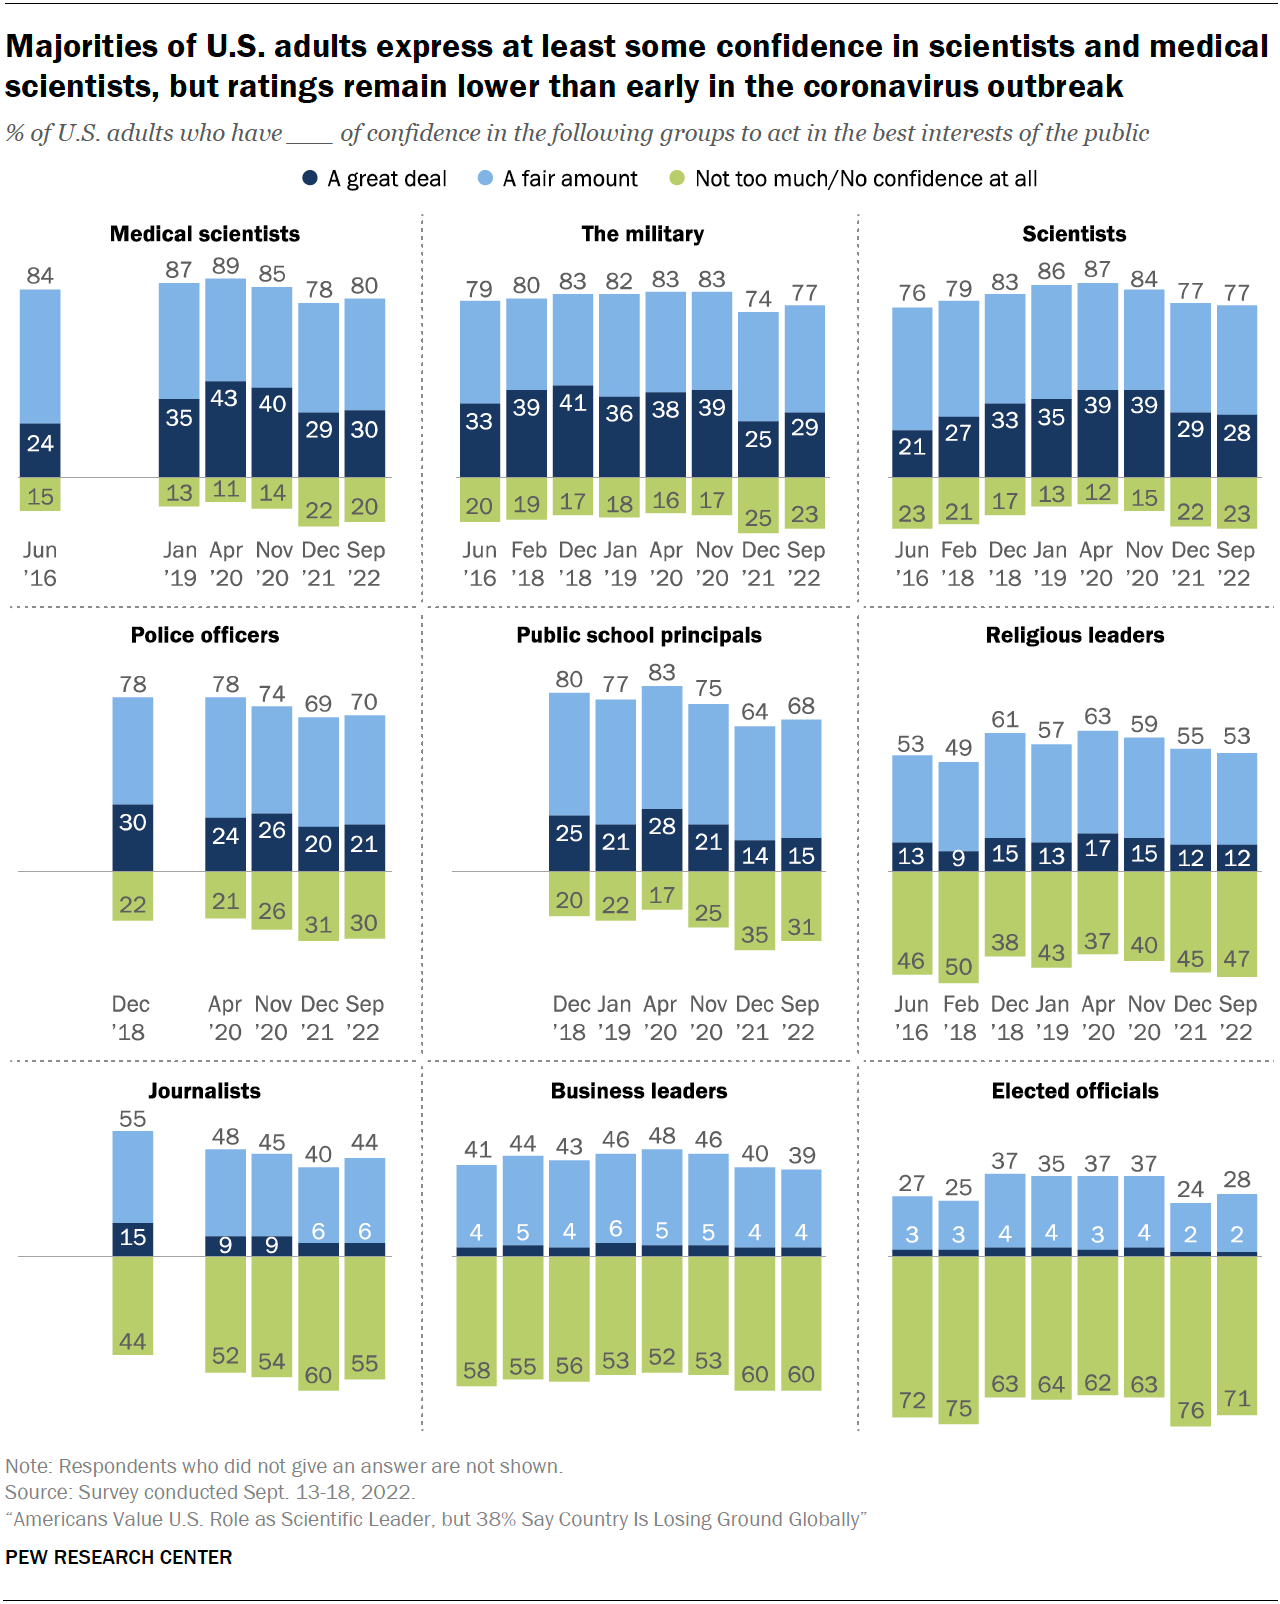 Majorities of U.S. adults express at least some confidence in scientists and medical
scientists, but ratings remain lower than early in the coronavirus outbreak
% of U.S. adults who have ___ of confidence in the following groups to act in the best interests of the public
A great deal A fair amount Not too much/No confidence at all
Medical scientists
84 87 89 85 78 80
24 35 43 40 29 30
15 13 11 14 22 20
Jun Jan Apr Nov Dec Sep
’16 ’19 ’20 ’20 ’21 ’22
The military
79 80 83 82 83 83 74 77
33 39 41 36 38 39 25 29
20 19 17 18 16 17 25 23
Jun Feb Dec Jan Apr Nov Dec Sep
’16 ’18 ’18 ’19 ’20 ’20 ’21 ’22
Scientists
76 79 83 86 87 84 77 77
21 27 33 35 39 39 29 28
23 21 17 13 12 15 22 23
Jun Feb Dec Jan Apr Nov Dec Sep
’16 ’18 ’18 ’19 ’20 ’20 ’21 ’22
Police officers
78 78 74 69 70
30 24 26 20 21
22 21 26 31 30
Dec Apr Nov Dec Sep
’18 ’20 ’20 ’21 ’22
Public school principals
80 77 83 75 64 68
25 21 28 21 14 15
20 22 17 25 35 31
Dec Jan Apr Nov Dec Sep
’18 ’19 ’20 ’20 ’21 ’22
Religious leaders
53 49 61 57 63 59 55 53
13 9 15 13 17 15 12 12
46 50 38 43 37 40 45 47
Jun Feb Dec Jan Apr Nov Dec Sep
’16 ’18 ’18 ’19 ’20 ’20 ’21 ’22
Journalists
55 48 45 40 44
15 9 9 6 6
44 52 54 60 55
Business leaders
41 44 43 46 48 46 40 39
4 5 4 6 5 5 4 4
58 55 56 53 52 53 60 60
Elected officials
27 25 37 35 37 37 24 28
3 3 4 4 3 4 2 2
72 75 63 64 62 63 76 71
Note: Respondents who did not give an answer are not shown.
Source: Survey conducted Sept. 13-18, 2022.
“Americans Value U.S. Role as Scientific Leader, but 38% Say Country Is Losing Ground Globally”
PEW RESEARCH CENTER